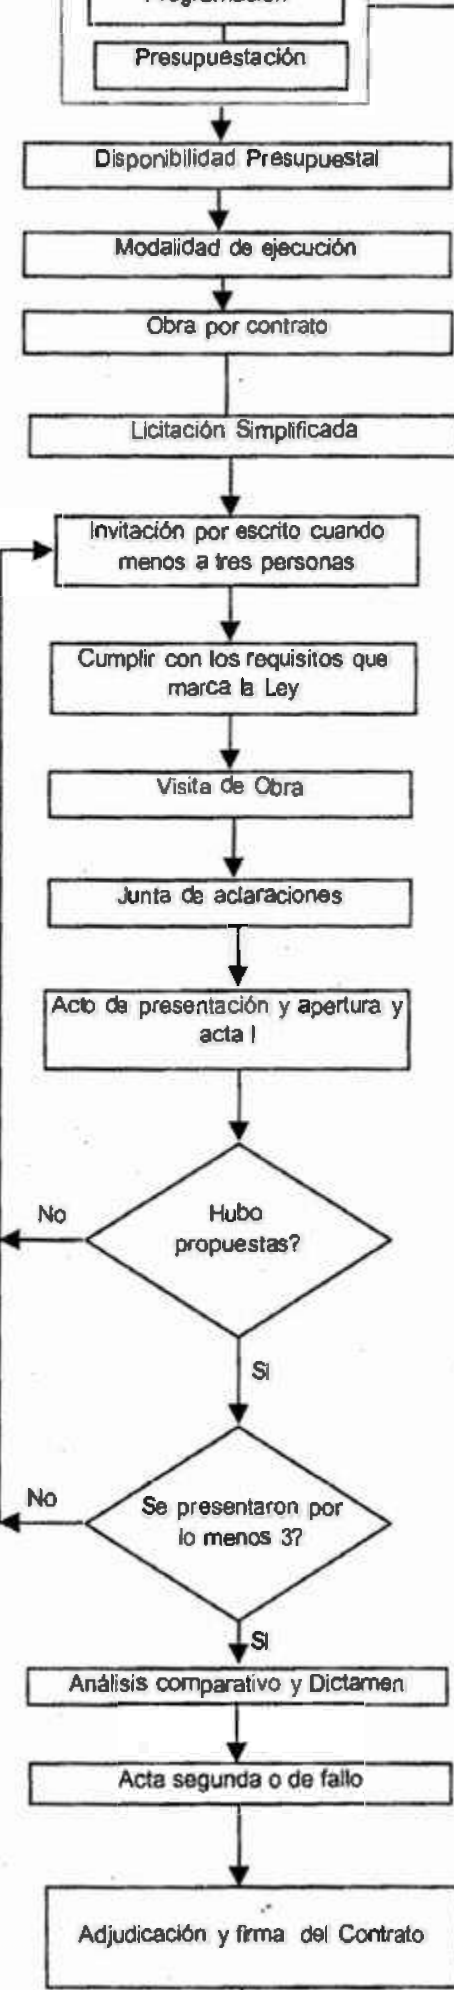 Programación
Presupuestación
Disponibilidad Presupuestal
Modalidad de ejecución
Obra por contrato
Licitación Simplificada
Invitación por escrito cuando
menos a tres personas
Cumplir con los requisitos que
marca la Ley
Visita de Obra
Junta de aclaraciones
Acto de presentación y apertura y
acta I
Hubo
propuestas?
No
Si
Se presentaron por
lo menos 3?
No
Si
Análisis comparativo y Dictamen
Acta segunda o de fallo
Adjudicación y firma del Contrato